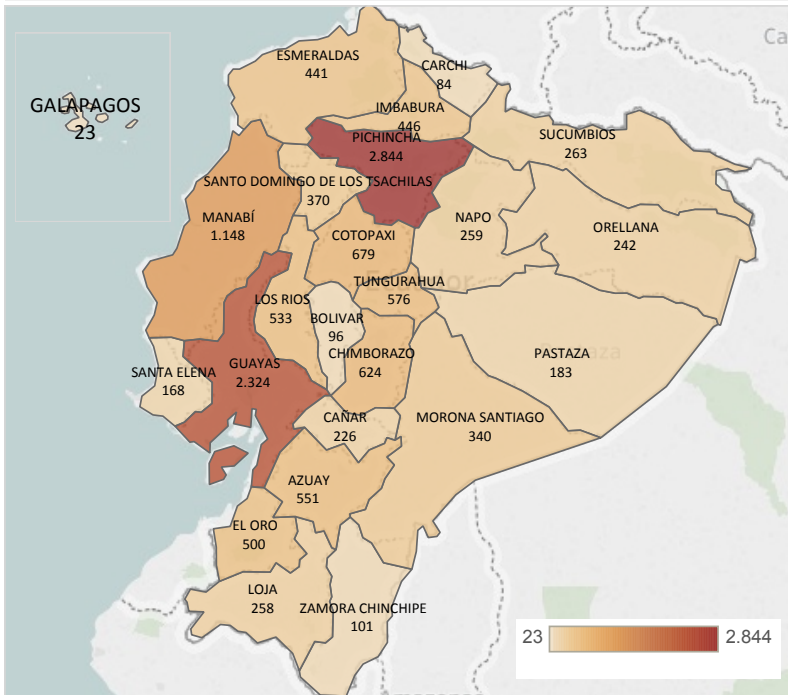 Ca
ESMERALDAS
441
CARCHI
84
GALAPAGOS
23
IMBABURA
446
PICHINCHA
2.844
SUCUMBIOS
263
SANTO DOMINGO DE LOS TSACHILAS
370
MANABÍ
1.148
NAPO
259
ORELLANA
242
COTOPAXI
679
Ecuador
TUNGURAHUA
576
LOS RIOS
533
BOLIVAR
96
CHIMBORAZO
624
PASTAZA
183
SANTA ELENA
168
GUAYAS
2.324
CAÑAR
226
MORONA SANTIAGO
340
AZUAY
551
EL ORO
500
LOJA
258
ZAMORA CHINCHIPE
101
23
2.844